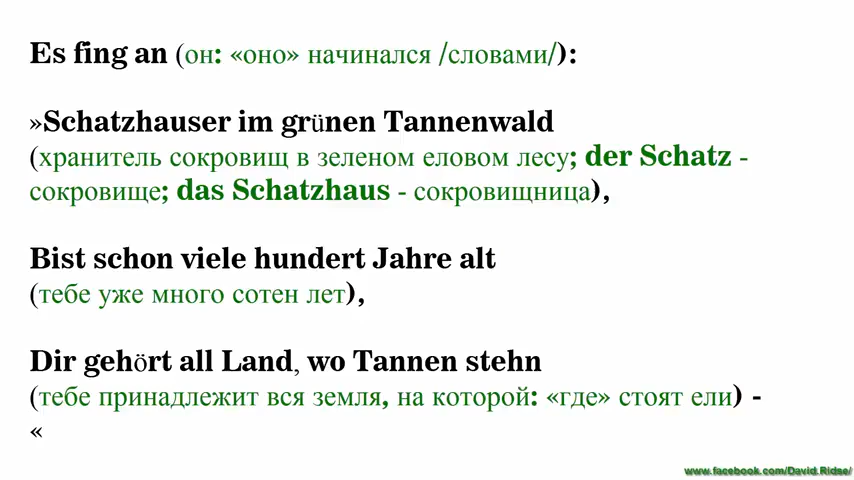 Es fing an (он: «оно» начинался /словами/):
»Schatzhauser im grünen Tannenwald
(хранитель сокровищ в зеленом еловом лесу; der Schatz -
сокровище; das Schatzhaus - сокровищница),
Bist schon viele hundert Jahre alt
(тебе уже много сотен лет),
Dir gehört all Land, wo Tannen stehn
(тебе принадлежит вся земля, на которой: «где» стоят ели) -
«
www.facebook.com/David.Ridse/